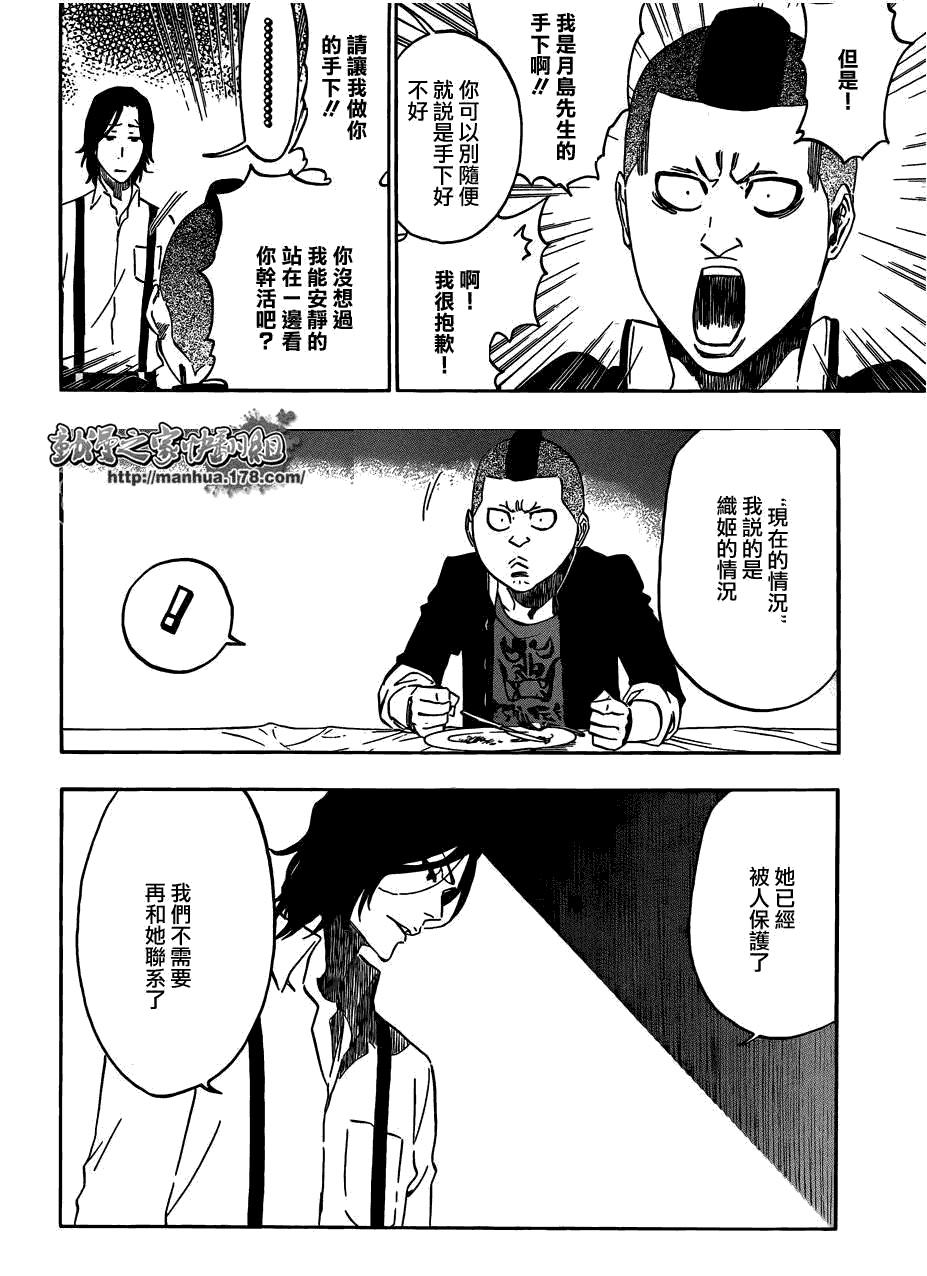 但是！
我是月島先生的
手下啊!!
你可以別隨便
就説是手下好
不好
啊！
我很抱歉！
請讓我做你
的手下!!
…………
你沒想過
我能安靜的
站在一邊看
你幹活吧？
動漫之家汉化組
http://manhua.178.com/
"現在的情況"
我説的是
織姬的情況
！
她已經
被人保護了
我們不需要
再和她聯系了